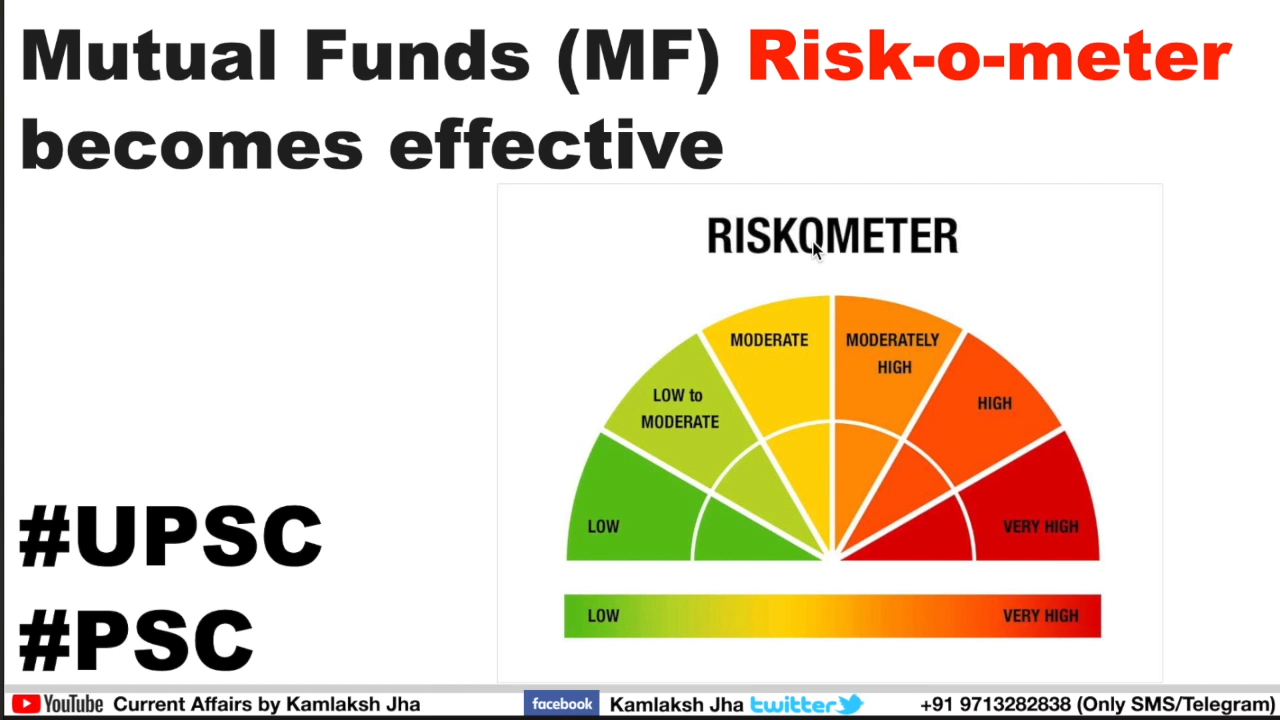 Mutual Funds (MF) Risk-o-meter
becomes effective
RISKOMETER
MODERATE
MODERATELY
HIGH
LOW to
MODERATE
HIGH
LOW
VERY HIGH
LOW
VERY HIGH
#UPSC
#PSC
YouTube Current Affairs by Kamlaksh Jha facebook Kamlaksh Jha twitter +91 9713282838 (Only SMS/Telegram)